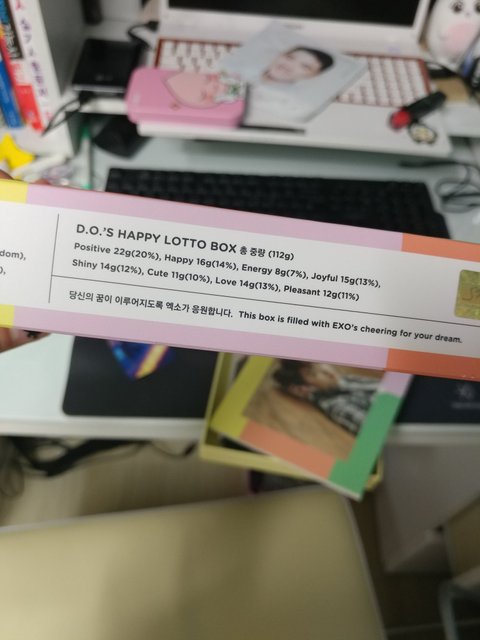 dom),
),
D.O.'S HAPPY LOTTO BOX 총 중량 (112g)
Positive 22g(20%), Happy 16g(14%), Energy 8g(7%), Joyful 15g(13%),
Shiny 14g(12%), Cute 11g(10%), Love 14g(13%), Pleasant 12g(11%)
당신의 꿈이 이루어지도록 엑소가 응원합니다. This box is filled with EXO's cheering for your dream.